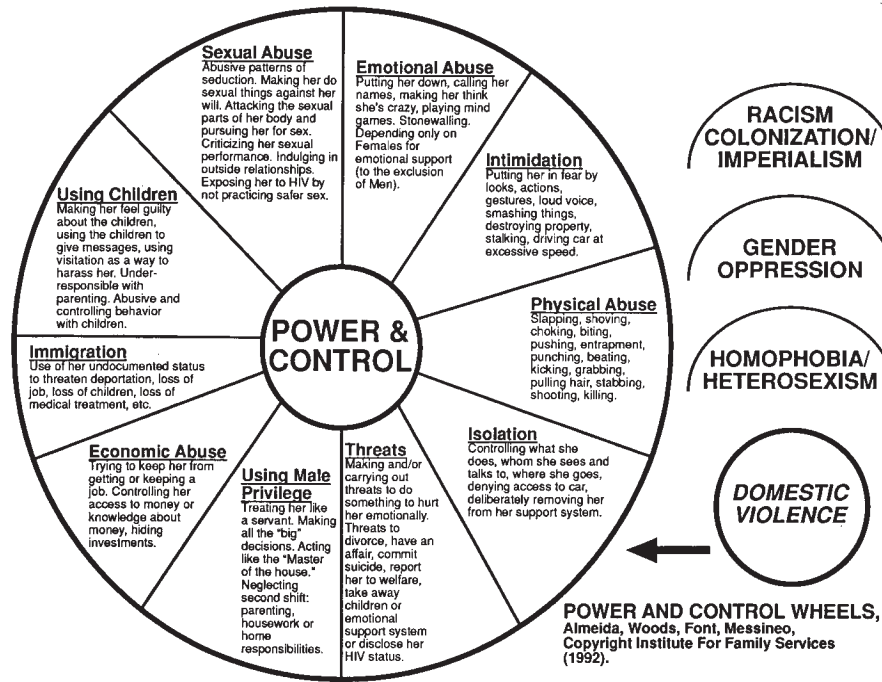 Sexual Abuse
Abusive patterns of
seduction. Making her do
sexual things against her
will. Attacking the sexual
parts of her body and
pursuing her for sex.
Criticizing her sexual
performance. Indulging in
outside relationships.
Exposing her to HIV by
not practicing safer sex.
Emotional Abuse
Putting her down, calling her
names, making her think
she's crazy, playing mind
games. Stonewalling.
Depending only on
Females for
emotional support
(to the exclusion
of Men).
Intimidation
Putting her in fear by
looks, actions,
gestures, loud voice,
smashing things,
destroying property,
stalking, driving car at
excessive speed.
Physical Abuse
Slapping, shoving,
choking, biting,
pushing, entrapment,
punching, beating,
kicking, grabbing,
pulling hair, stabbing,
shooting, killing.
Isolation
Controlling what she
does, whom she sees and
talks to, where she goes,
denying access to car,
deliberately removing her
from her support system.
Threats
Making and/or
carrying out
threats to do
something to hurt
her emotionally.
Threats to
divorce, have an
affair, commit
suicide, report
her to welfare,
take away
children or
emotional
support system
or disclose her
HIV status.
Using Male
Privilege
Treating her like
a servant. Making
all the "big"
decisions. Acting
like the "Master
of the house."
Neglecting
second shift:
parenting,
housework or
home
responsibilities.
Economic Abuse
Trying to keep her from
getting or keeping a
job. Controlling her
access to money or
knowledge about
money, hiding
investments.
Immigration
Use of her undocumented status
to threaten deportation, loss of
job, loss of children, loss of
medical treatment, etc.
Using Children
Making her feel guilty
about the children,
using the children to
give messages, using
visitation as a way to
harass her. Under-
responsible with
parenting. Abusive and
controlling behavior
with children.
POWER &
CONTROL
RACISM
COLONIZATION/
IMPERIALISM
GENDER
OPPRESSION
HOMOPHOBIA/
HETEROSEXISM
DOMESTIC
VIOLENCE
POWER AND CONTROL WHEELS,
Almeida, Woods, Font, Messineo,
Copyright Institute For Family Services
(1992).